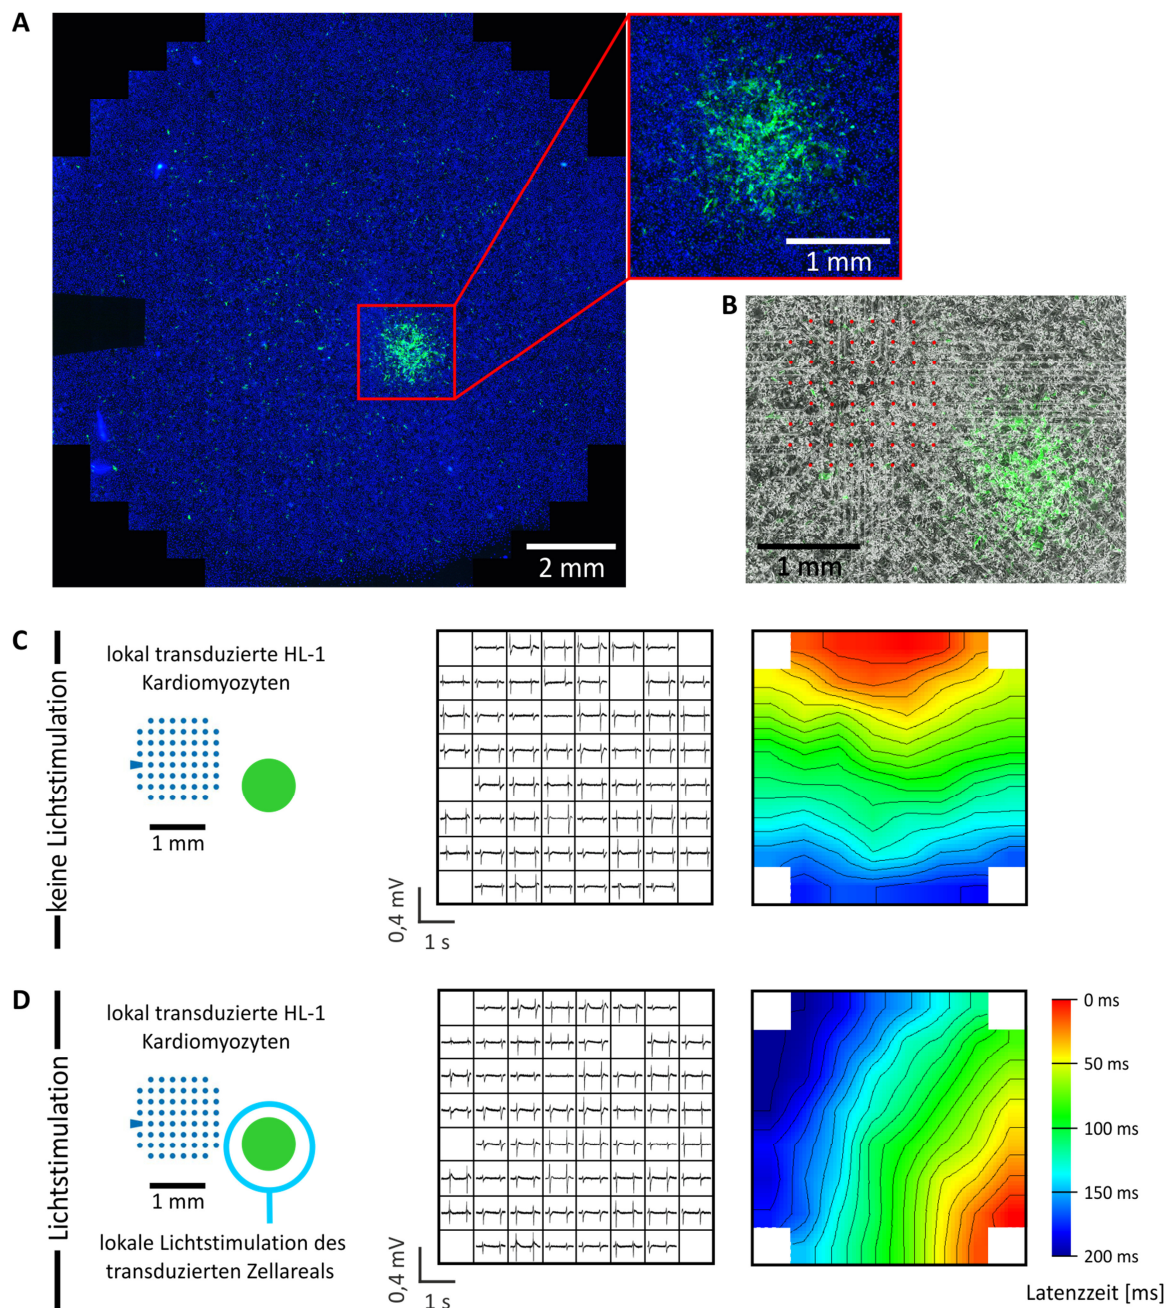 A
1 mm
2 mm
B
1 mm
C
keine Lichtstimulation
lokal transduzierte HL-1
Kardiomyozyten
1 mm
0,4 mV
1 s
D
Lichtstimulation
lokal transduzierte HL-1
Kardiomyozyten
1 mm
lokale Lichtstimulation des
transduzierten Zellareals
0,4 mV
1 s
0 ms
50 ms
100 ms
150 ms
200 ms
Latenzzeit [ms]